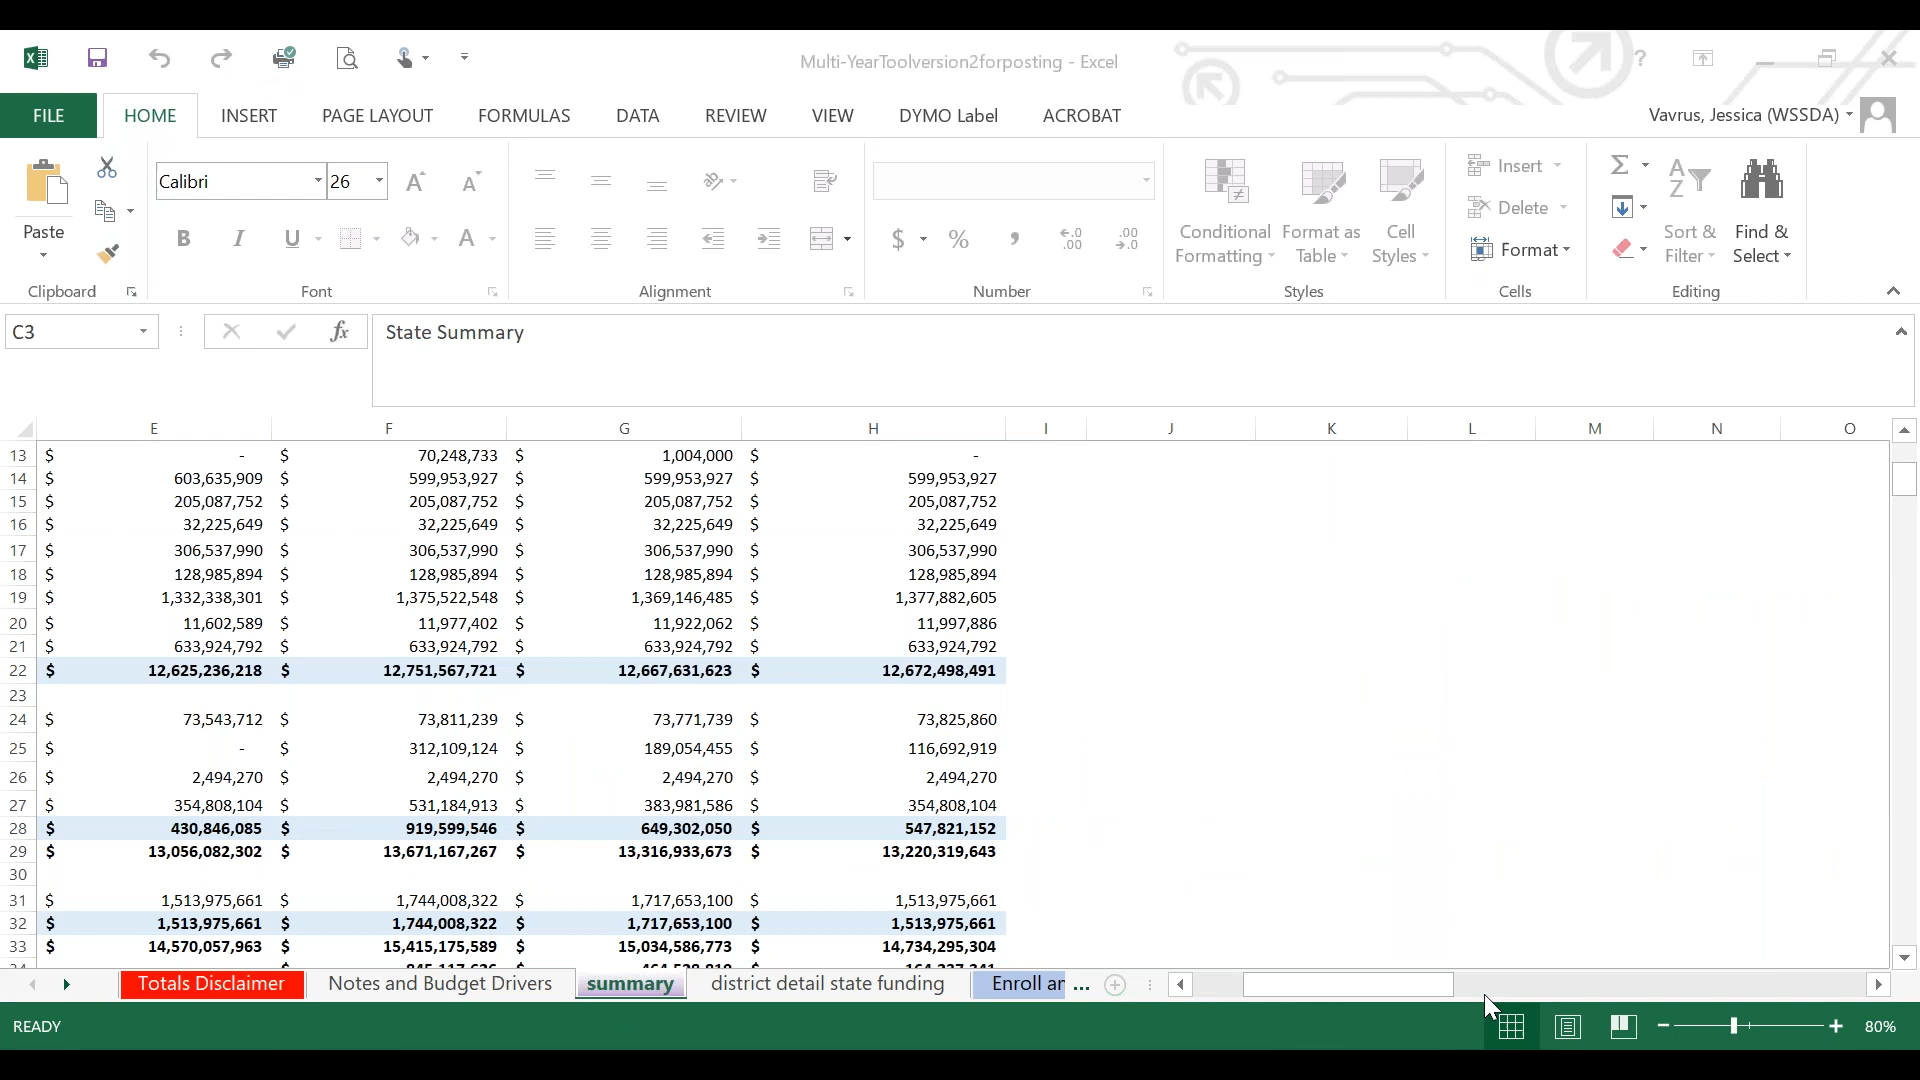 Multi-YearToolversion2forposting - Excel
?
FILE HOME INSERT PAGE LAYOUT FORMULAS DATA REVIEW VIEW DYMO Label ACROBAT Vavrus, Jessica (WSSDA)
Paste
Clipboard
Calibri 26
B I U A
Font
Alignment
$ % , .0 .00 .00 .0
Number
Conditional Formatting
Format as Table
Cell Styles
Styles
Insert
Delete
Format
Cells
Sort & Filter
Find & Select
Editing
C3 fx State Summary
E F G H I J K L M N O
13 $ - $ 70,248,733 $ 1,004,000 $ -
14 $ 603,635,909 $ 599,953,927 $ 599,953,927 $ 599,953,927
15 $ 205,087,752 $ 205,087,752 $ 205,087,752 $ 205,087,752
16 $ 32,225,649 $ 32,225,649 $ 32,225,649 $ 32,225,649
17 $ 306,537,990 $ 306,537,990 $ 306,537,990 $ 306,537,990
18 $ 128,985,894 $ 128,985,894 $ 128,985,894 $ 128,985,894
19 $ 1,332,338,301 $ 1,375,522,548 $ 1,369,146,485 $ 1,377,882,605
20 $ 11,602,589 $ 11,977,402 $ 11,922,062 $ 11,997,886
21 $ 633,924,792 $ 633,924,792 $ 633,924,792 $ 633,924,792
22 $ 12,625,236,218 $ 12,751,567,721 $ 12,667,631,623 $ 12,672,498,491
23
24 $ 73,543,712 $ 73,811,239 $ 73,771,739 $ 73,825,860
25 $ - $ 312,109,124 $ 189,054,455 $ 116,692,919
26 $ 2,494,270 $ 2,494,270 $ 2,494,270 $ 2,494,270
27 $ 354,808,104 $ 531,184,913 $ 383,981,586 $ 354,808,104
28 $ 430,846,085 $ 919,599,546 $ 649,302,050 $ 547,821,152
29 $ 13,056,082,302 $ 13,671,167,267 $ 13,316,933,673 $ 13,220,319,643
30
31 $ 1,513,975,661 $ 1,744,008,322 $ 1,717,653,100 $ 1,513,975,661
32 $ 1,513,975,661 $ 1,744,008,322 $ 1,717,653,100 $ 1,513,975,661
33 $ 14,570,057,963 $ 15,415,175,589 $ 15,034,586,773 $ 14,734,295,304
Totals Disclaimer Notes and Budget Drivers summary district detail state funding Enroll ar ...
READY 80%